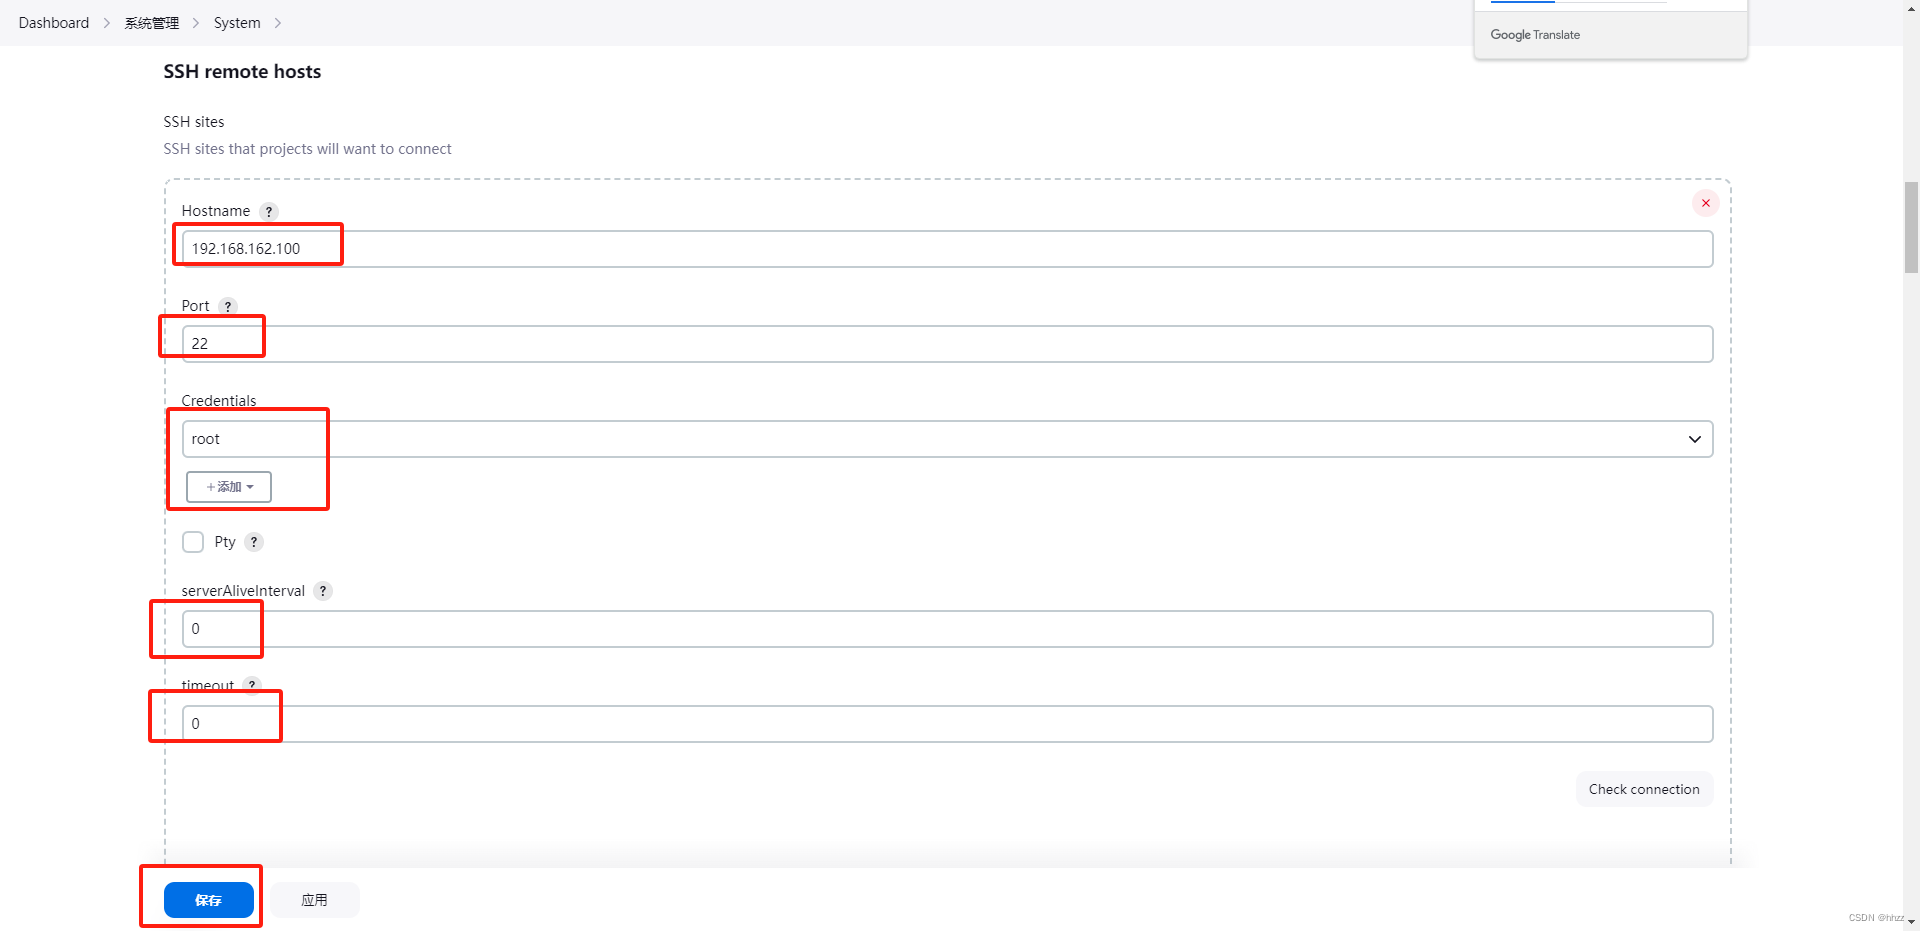 Dashboard > 系统管理 > System >
Google Translate
SSH remote hosts
SSH sites
SSH sites that projects will want to connect
Hostname ?
192.168.162.100
Port ?
22
Credentials
root
+添加
Pty ?
serverAliveInterval ?
0
timeout ?
0
Check connection
保存 应用
CSDN @hhzz